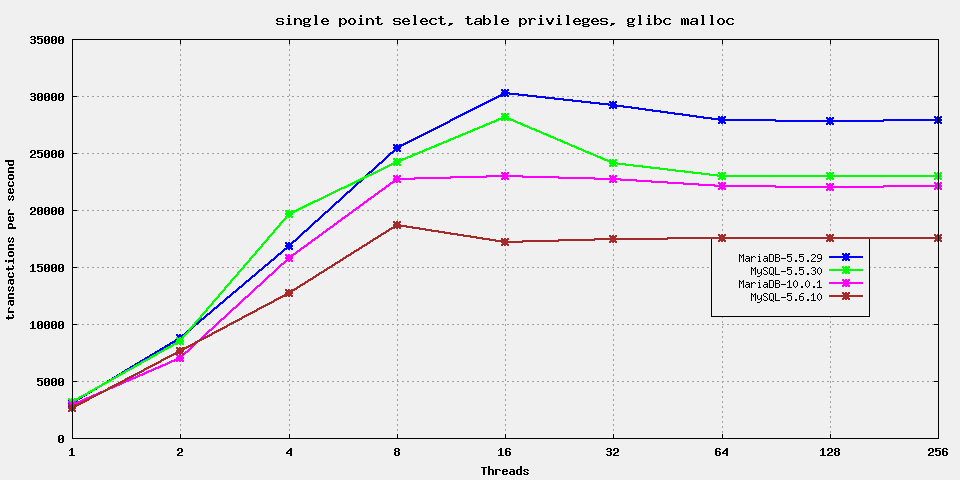 single point select, table privileges, glibc malloc
35000
30000
25000
20000
15000
10000
5000
0
transactions per second
MariaDB-5.5.29
MySQL-5.5.30
MariaDB-10.0.1
MySQL-5.6.10
1 2 4 8 16 32 64 128 256
Threads